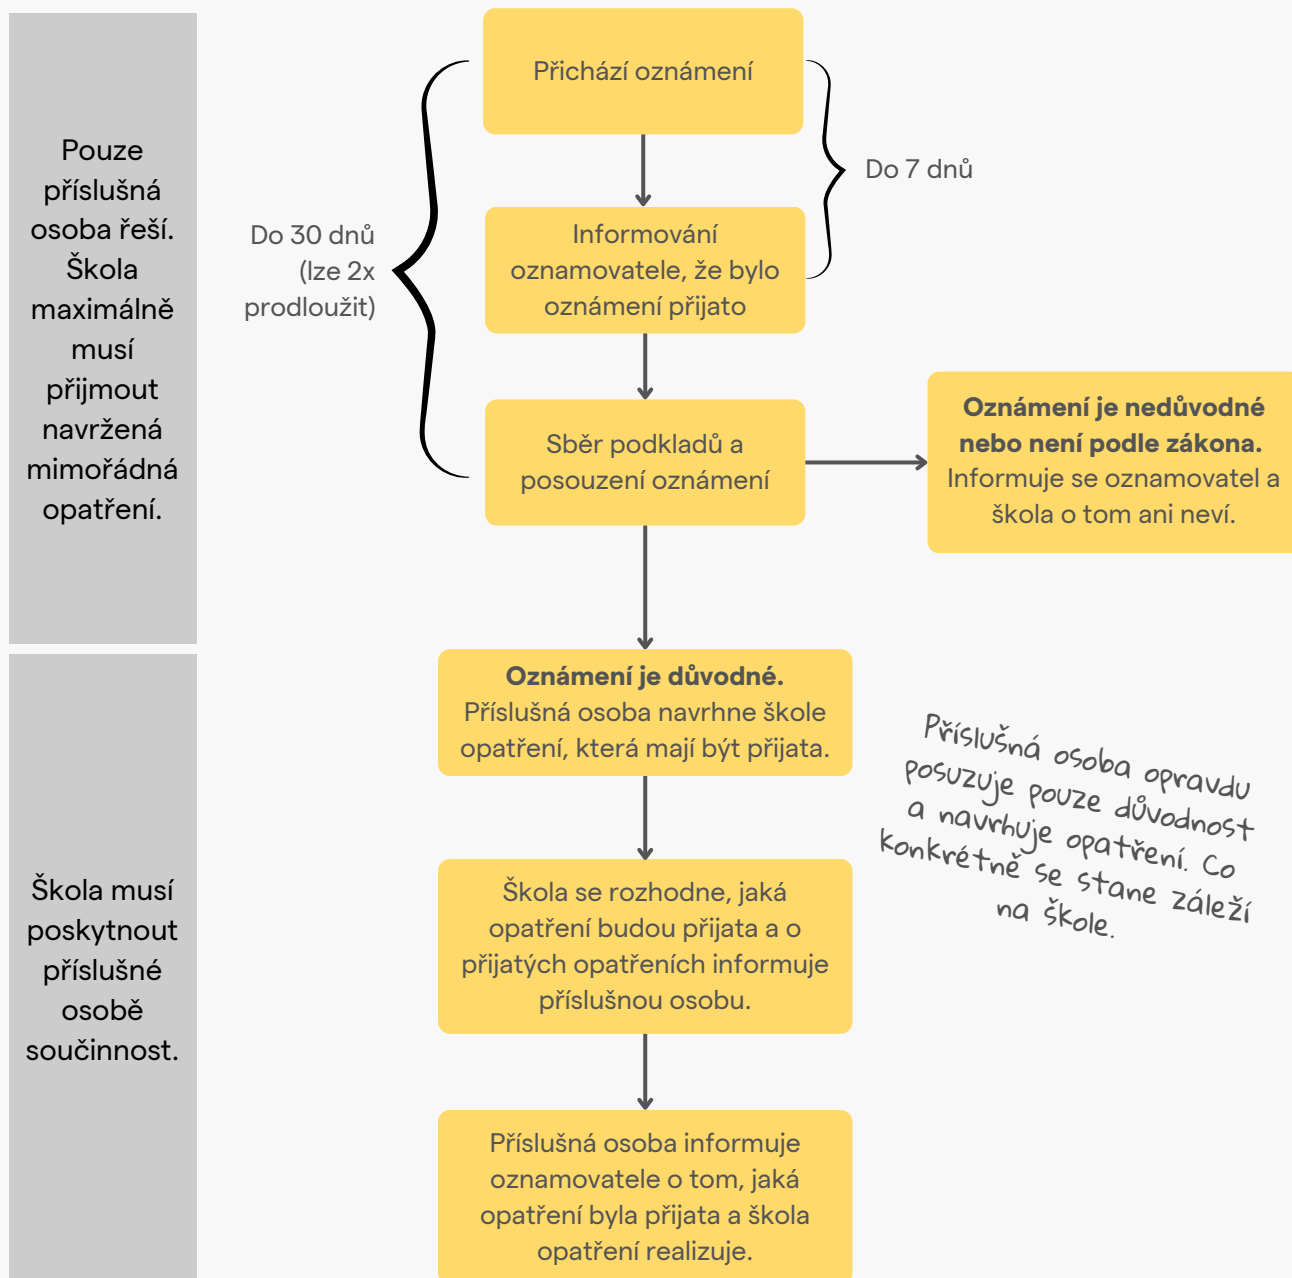 Přichází oznámení
Do 7 dnů
Pouze
příslušná
osoba řeší.
Škola
maximálně
musí
přijmout
navržená
mimořádná
opatření.
Do 30 dnů
(lze 2x
prodloužit)
Informování
oznamovatele, že bylo
oznámení přijato
Sběr podkladů a
posouzení oznámení
Oznámení je nedůvodné
nebo není podle zákona.
Informuje se oznamovatel a
škola o tom ani neví.
Oznámení je důvodné.
Příslušná osoba navrhne škole
opatření, která mají být přijata.
Příslušná osoba opravdu
posuzuje pouze důvodnost
a navrhuje opatření. Co
konkrétně se stane záleží
na škole.
Škola musí
poskytnout
příslušné
osobě
součinnost.
Škola se rozhodne, jaká
opatření budou přijata a o
přijatých opatřeních informuje
příslušnou osobu.
Příslušná osoba informuje
oznamovatele o tom, jaká
opatření byla přijata a škola
opatření realizuje.